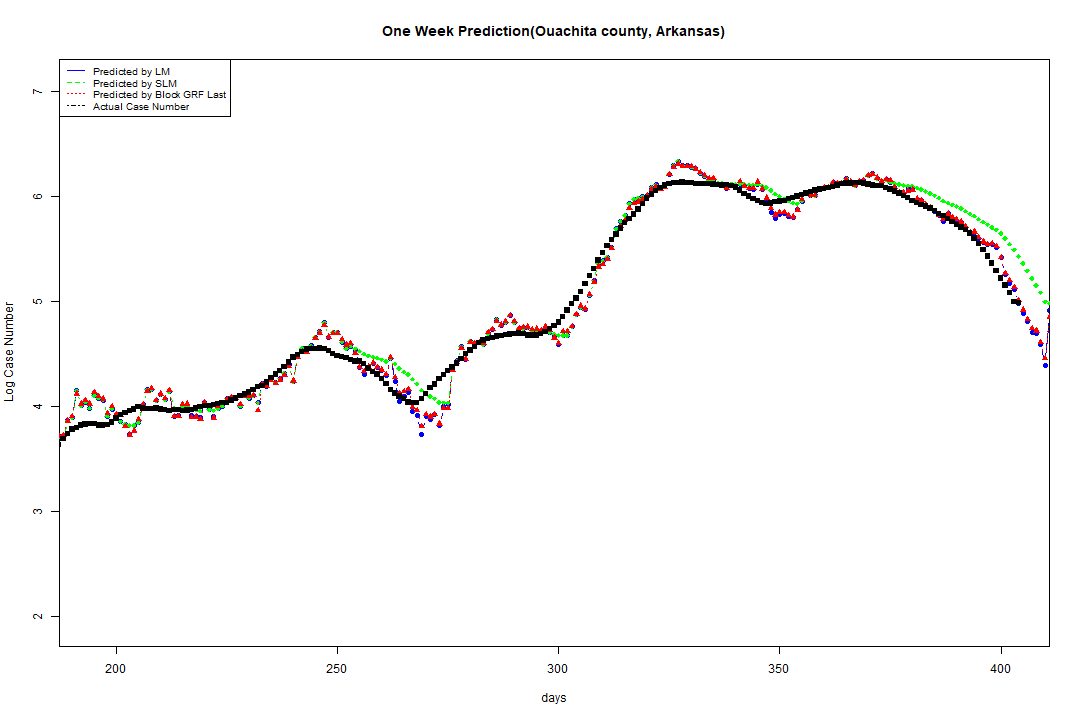 One Week Prediction(Ouachita county, Arkansas)
Predicted by LM
Predicted by SLM
Predicted by Block GRF Last
Actual Case Number
7
6
5
4
3
2
Log Case Number
200 250 300 350 400
days